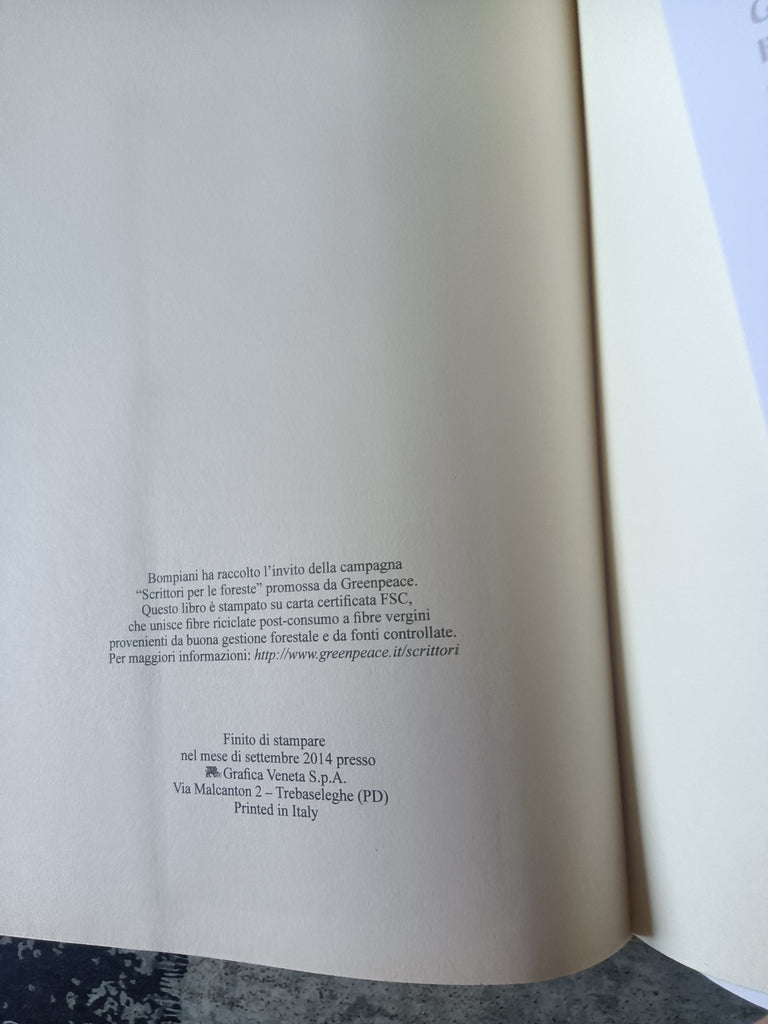 Bompiani ha raccolto l’invito della campagna
“Scrittori per le foreste” promossa da Greenpeace.
Questo libro è stampato su carta certificata FSC,
che unisce fibre riciclate post-consumo a fibre vergini
provenienti da buona gestione forestale e da fonti controllate.
Per maggiori informazioni: http://www.greenpeace.it/scrittori
Finito di stampare
nel mese di settembre 2014 presso
Grafica Veneta S.p.A.
Via Malcanton 2 – Trebaseleghe (PD)
Printed in Italy